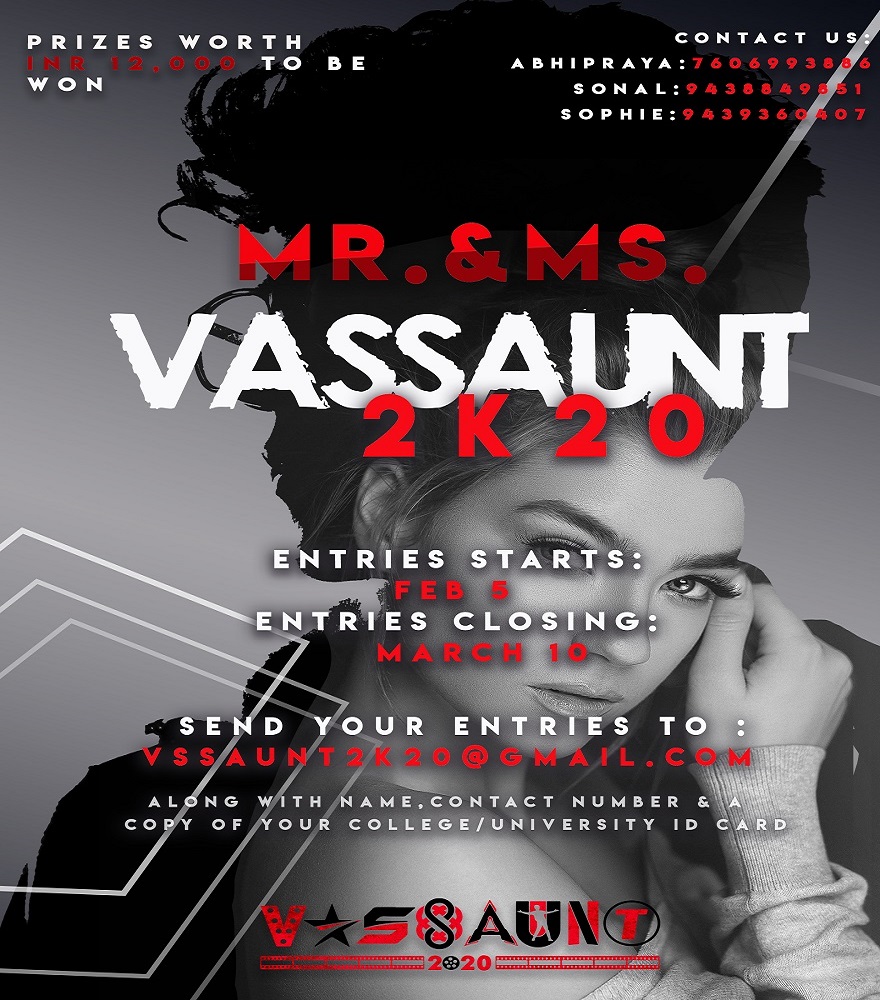 PRIZES WORTH
INR 12,000 TO BE
WON
CONTACT US:
ABHIPRAYA:7606993886
SONAL:9438849851
SOPHIE:9439360407
MR.&MS.
VASSAUNT
2K20
ENTRIES STARTS:
FEB 5
ENTRIES CLOSING:
MARCH 10
SEND YOUR ENTRIES TO :
VSSAUNT2K20@GMAIL.COM
ALONG WITH NAME,CONTACT NUMBER & A
COPY OF YOUR COLLEGE/UNIVERSITY ID CARD
VASSAUNT
2020